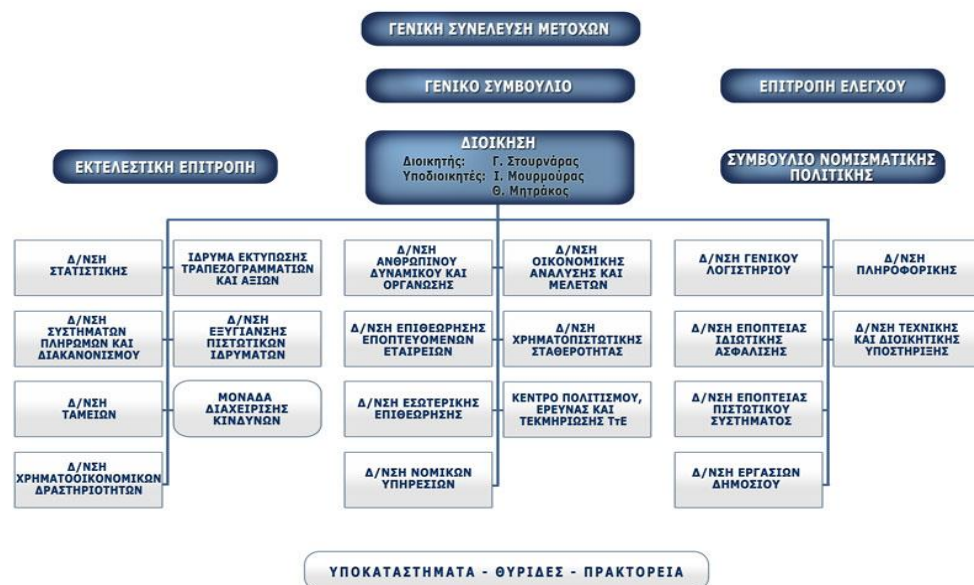 ΓΕΝΙΚΗ ΣΥΝΕΛΕΥΣΗ ΜΕΤΟΧΩΝ
ΓΕΝΙΚΟ ΣΥΜΒΟΥΛΙΟ
ΕΠΙΤΡΟΠΗ ΕΛΕΓΧΟΥ
ΕΚΤΕΛΕΣΤΙΚΗ ΕΠΙΤΡΟΠΗ
ΔΙΟΙΚΗΣΗ
Διοικητής: Γ. Στουρνάρας
Υποδιοικητές: Ι. Μουρμούρας
Θ. Μητράκος
ΣΥΜΒΟΥΛΙΟ ΝΟΜΙΣΜΑΤΙΚΗΣ
ΠΟΛΙΤΙΚΗΣ
Δ/ΝΣΗ
ΣΤΑΤΙΣΤΙΚΗΣ
ΙΔΡΥΜΑ ΕΚΤΥΠΩΣΗΣ
ΤΡΑΠΕΖΟΓΡΑΜΜΑΤΙΩΝ
ΚΑΙ ΑΞΙΩΝ
Δ/ΝΣΗ
ΑΝΘΡΩΠΙΝΟΥ
ΔΥΝΑΜΙΚΟΥ ΚΑΙ
ΟΡΓΑΝΩΣΗΣ
Δ/ΝΣΗ
ΟΙΚΟΝΟΜΙΚΗΣ
ΑΝΑΛΥΣΗΣ ΚΑΙ
ΜΕΛΕΤΩΝ
Δ/ΝΣΗ ΓΕΝΙΚΟΥ
ΛΟΓΙΣΤΗΡΙΟΥ
Δ/ΝΣΗ
ΠΛΗΡΟΦΟΡΙΚΗΣ
Δ/ΝΣΗ
ΣΥΣΤΗΜΑΤΩΝ
ΠΛΗΡΩΜΩΝ ΚΑΙ
ΔΙΑΚΑΝΟΝΙΣΜΟΥ
Δ/ΝΣΗ
ΕΞΥΓΙΑΝΣΗΣ
ΠΙΣΤΩΤΙΚΩΝ
ΙΔΡΥΜΑΤΩΝ
Δ/ΝΣΗ ΕΠΙΘΕΩΡΗΣΗΣ
ΕΠΟΠΤΕΥΟΜΕΝΩΝ
ΕΤΑΙΡΕΙΩΝ
Δ/ΝΣΗ
ΧΡΗΜΑΤΟΠΙΣΤΩΤΙΚΗΣ
ΣΤΑΘΕΡΟΤΗΤΑΣ
Δ/ΝΣΗ ΕΠΟΠΤΕΙΑΣ
ΙΔΙΩΤΙΚΗΣ
ΑΣΦΑΛΙΣΗΣ
Δ/ΝΣΗ ΤΕΧΝΙΚΗΣ
ΚΑΙ ΔΙΟΙΚΗΤΙΚΗΣ
ΥΠΟΣΤΗΡΙΞΗΣ
Δ/ΝΣΗ
ΤΑΜΕΙΩΝ
ΜΟΝΑΔΑ
ΔΙΑΧΕΙΡΙΣΗΣ
ΚΙΝΔΥΝΩΝ
Δ/ΝΣΗ ΕΣΩΤΕΡΙΚΗΣ
ΕΠΙΘΕΩΡΗΣΗΣ
ΚΕΝΤΡΟ ΠΟΛΙΤΙΣΜΟΥ,
ΕΡΕΥΝΑΣ ΚΑΙ
ΤΕΚΜΗΡΙΩΣΗΣ ΤτΕ
Δ/ΝΣΗ ΕΠΟΠΤΕΙΑΣ
ΠΙΣΤΩΤΙΚΟΥ
ΣΥΣΤΗΜΑΤΟΣ
Δ/ΝΣΗ
ΧΡΗΜΑΤΟΟΙΚΟΝΟΜΙΚΩΝ
ΔΡΑΣΤΗΡΙΟΤΗΤΩΝ
Δ/ΝΣΗ ΝΟΜΙΚΩΝ
ΥΠΗΡΕΣΙΩΝ
Δ/ΝΣΗ ΕΡΓΑΣΙΩΝ
ΔΗΜΟΣΙΟΥ
ΥΠΟΚΑΤΑΣΤΗΜΑΤΑ - ΘΥΡΙΔΕΣ - ΠΡΑΚΤΟΡΕΙΑ